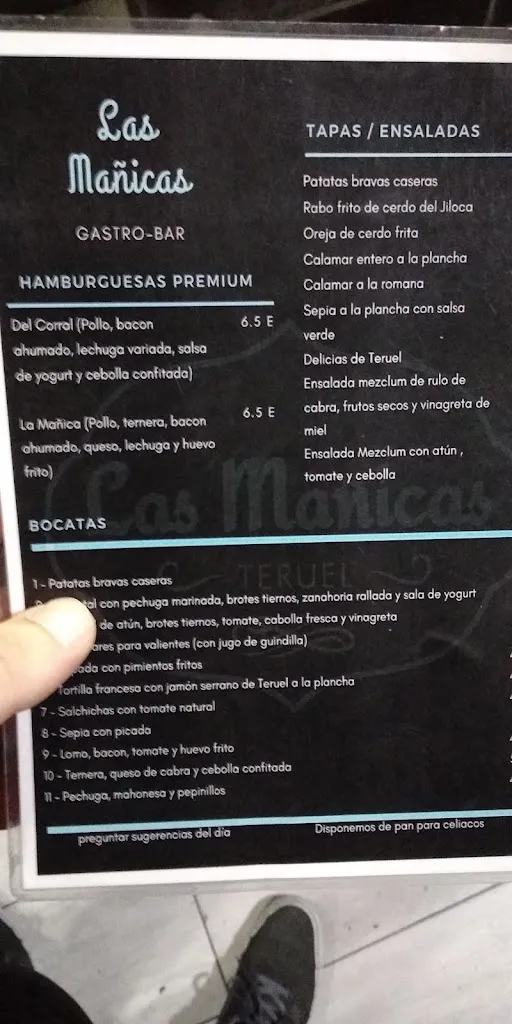 Las
Mañicas
GASTRO-BAR
HAMBURGUESAS PREMIUM
Del Corral (Pollo, bacon 6.5 E
ahumado, lechuga variada, salsa
de yogurt y cebolla confitada)
La Mañica (Pollo, ternera, bacon 6.5 E
ahumado, queso, lechuga y huevo
frito)
TAPAS / ENSALADAS
Patatas bravas caseras
Rabo frito de cerdo del Jiloca
Oreja de cerdo frita
Calamar entero a la plancha
Calamar a la romana
Sepia a la plancha con salsa
verde
Delicias de Teruel
Ensalada mezclum de rulo de
cabra, frutos secos y vinagreta de
miel
Ensalada Mezclum con atún ,
tomate y cebolla
Las Mañicas
TERUEL
BOCATAS
1 - Patatas bravas caseras
con pechuga marinada, brotes tiernos, zanahoria rallada y sala de yogurt
de atún, brotes tiernos, tomate, cabolla fresca y vinagreta
para valientes (con jugo de guindilla)
con pimientos fritos
Tortilla francesa con jamón serrano de Teruel a la plancha
7 - Salchichas con tomate natural
8 - Sepia con picada
9 - Lomo, bacon, tomate y huevo frito
10 - Ternera, queso de cabra y cebolla confitada
11 - Pechuga, mahonesa y pepinillos
preguntar sugerencias del dia
Disponemos de pan para celiacos